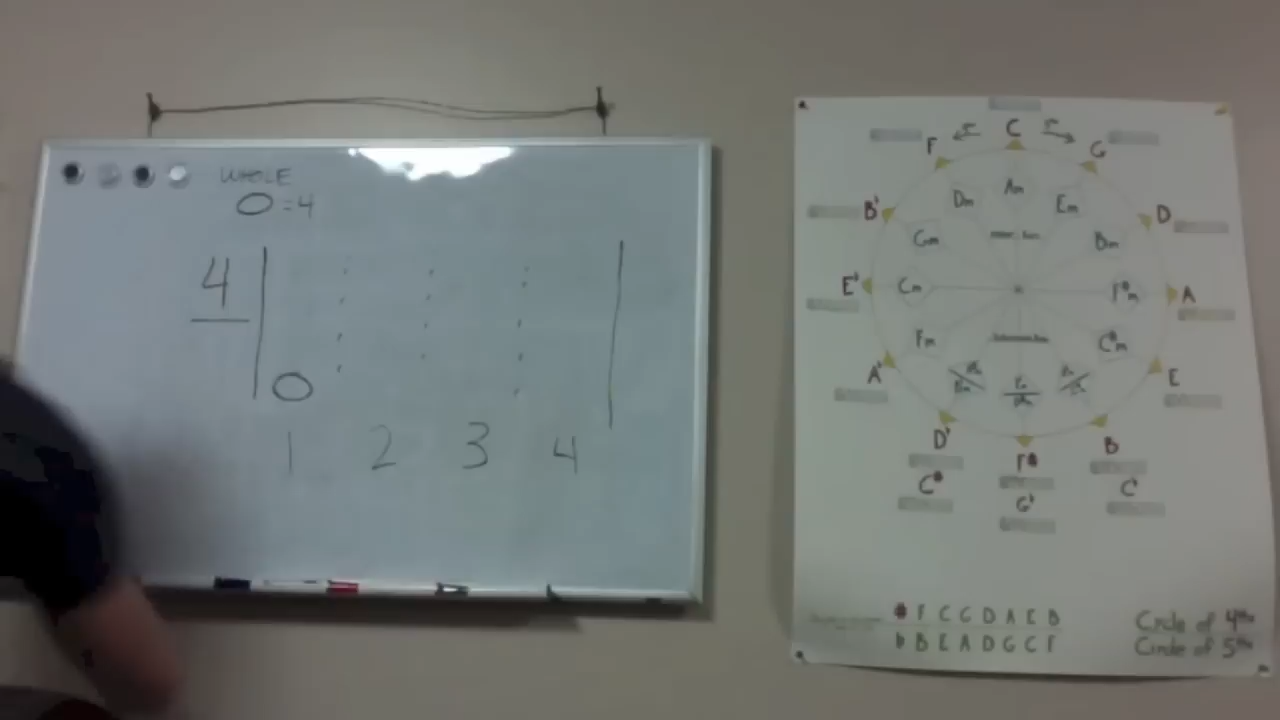 WHOLE
O=4
4
O
1 2 3 4
C
F G
B♭ D
E♭ A
A♭ E
D♭ B
F#
C# C♭
G♭
Am
Dm Em
Gm Bm
Cm F#m
Fm C#m
# F C G D A E B
b B E A D G C F
Circle of 4ths
Circle of 5ths